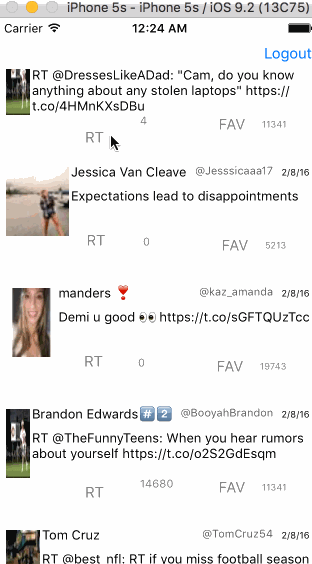 iPhone 5s - iPhone 5s / iOS 9.2 (13C75)
Carrier 12:24 AM
Logout
RT @DressesLikeADad: "Cam, do you know
anything about any stolen laptops" https://
t.co/4HMnKXsDBu
RT 4 FAV 11341
Jessica Van Cleave @Jesssicaaa17 2/8/16
Expectations lead to disappointments
RT 0 FAV 5213
manders ❣️ @kaz_amanda 2/8/16
Demi u good 👀 https://t.co/sGFTQUzTcc
RT 0 FAV 19743
Brandon Edwards#️⃣2️⃣ @BooyahBrandon 2/8/16
RT @TheFunnyTeens: When you hear rumors
about yourself https://t.co/o2S2GdEsqm
RT 14680 FAV 11341
Tom Cruz @TomCruz54 2/8/16
RT @best_nfl: RT if you miss football season